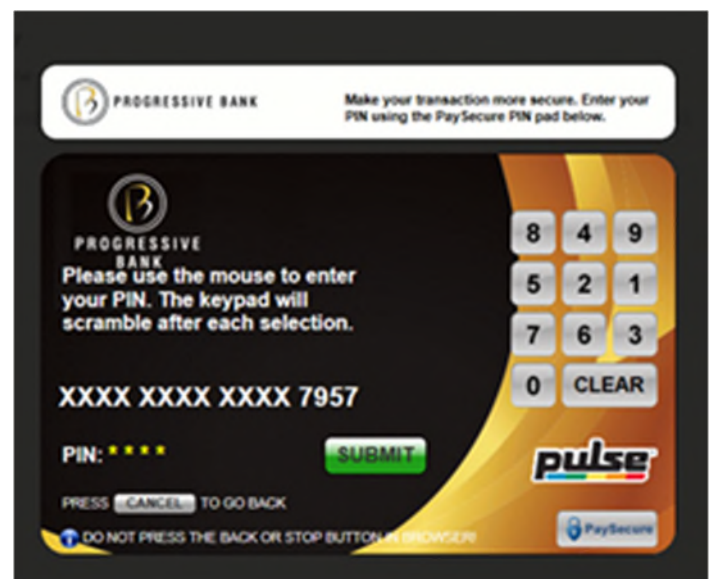 PROGRESSIVE BANK
Make your transaction more secure. Enter your
PIN using the PaySecure PIN pad below.
PROGRESSIVE
BANK
Please use the mouse to enter
your PIN. The keypad will
scramble after each selection.
8 4 9
5 2 1
7 6 3
0 CLEAR
XXXX XXXX XXXX 7957
PIN: * * * *
SUBMIT
pulse
PRESS CANCEL TO GO BACK
DO NOT PRESS THE BACK OR STOP BUTTON IN BROWSER!
PaySecure